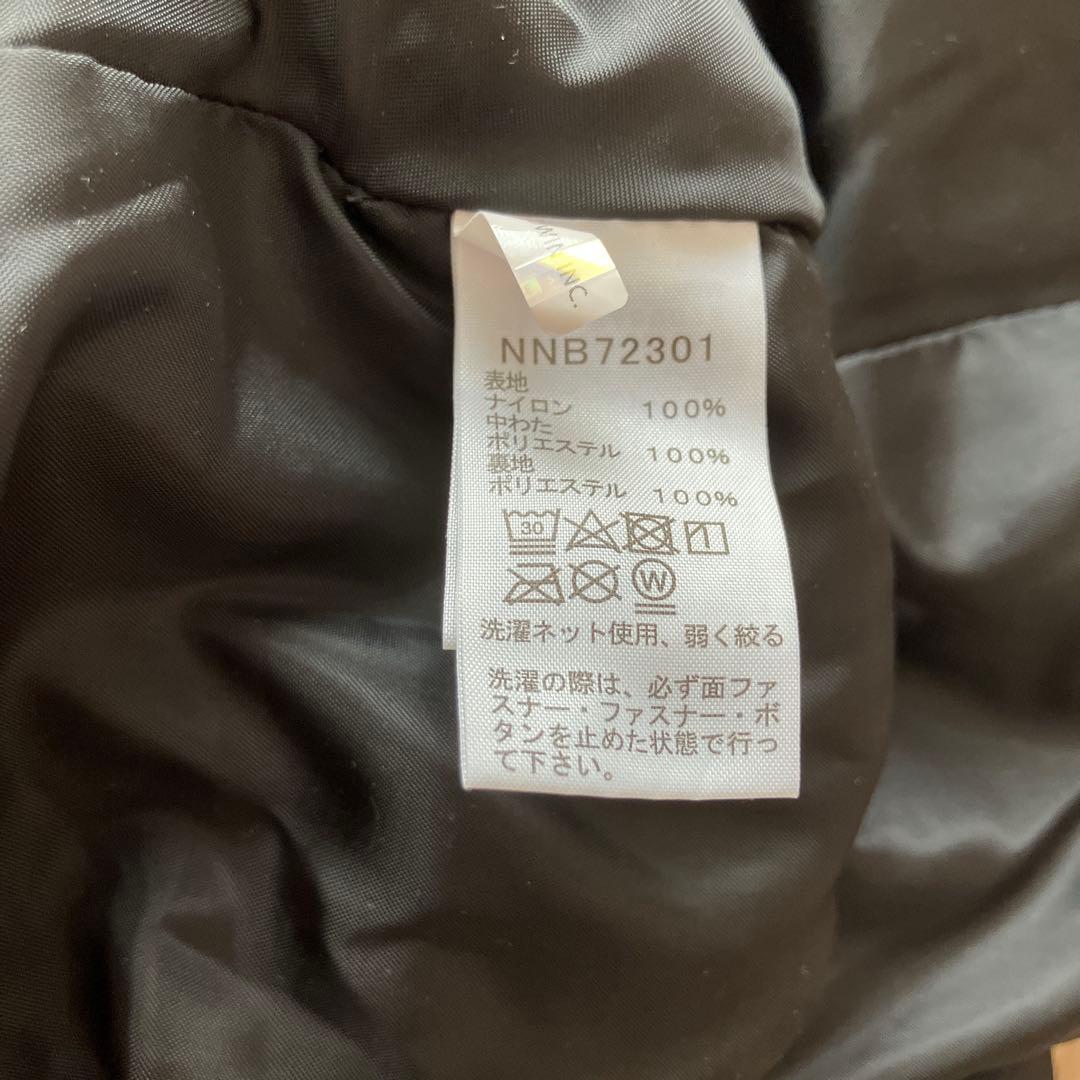 WIN INC.
NNB72301
表地
ナイロン 100%
中わた
ポリエステル 100%
裏地
ポリエステル 100%
30
W
洗濯ネット使用、弱く絞る
洗濯の際は、必ず面ファ
スナー・ファスナー・ボ
タンを止めた状態で行っ
て下さい。